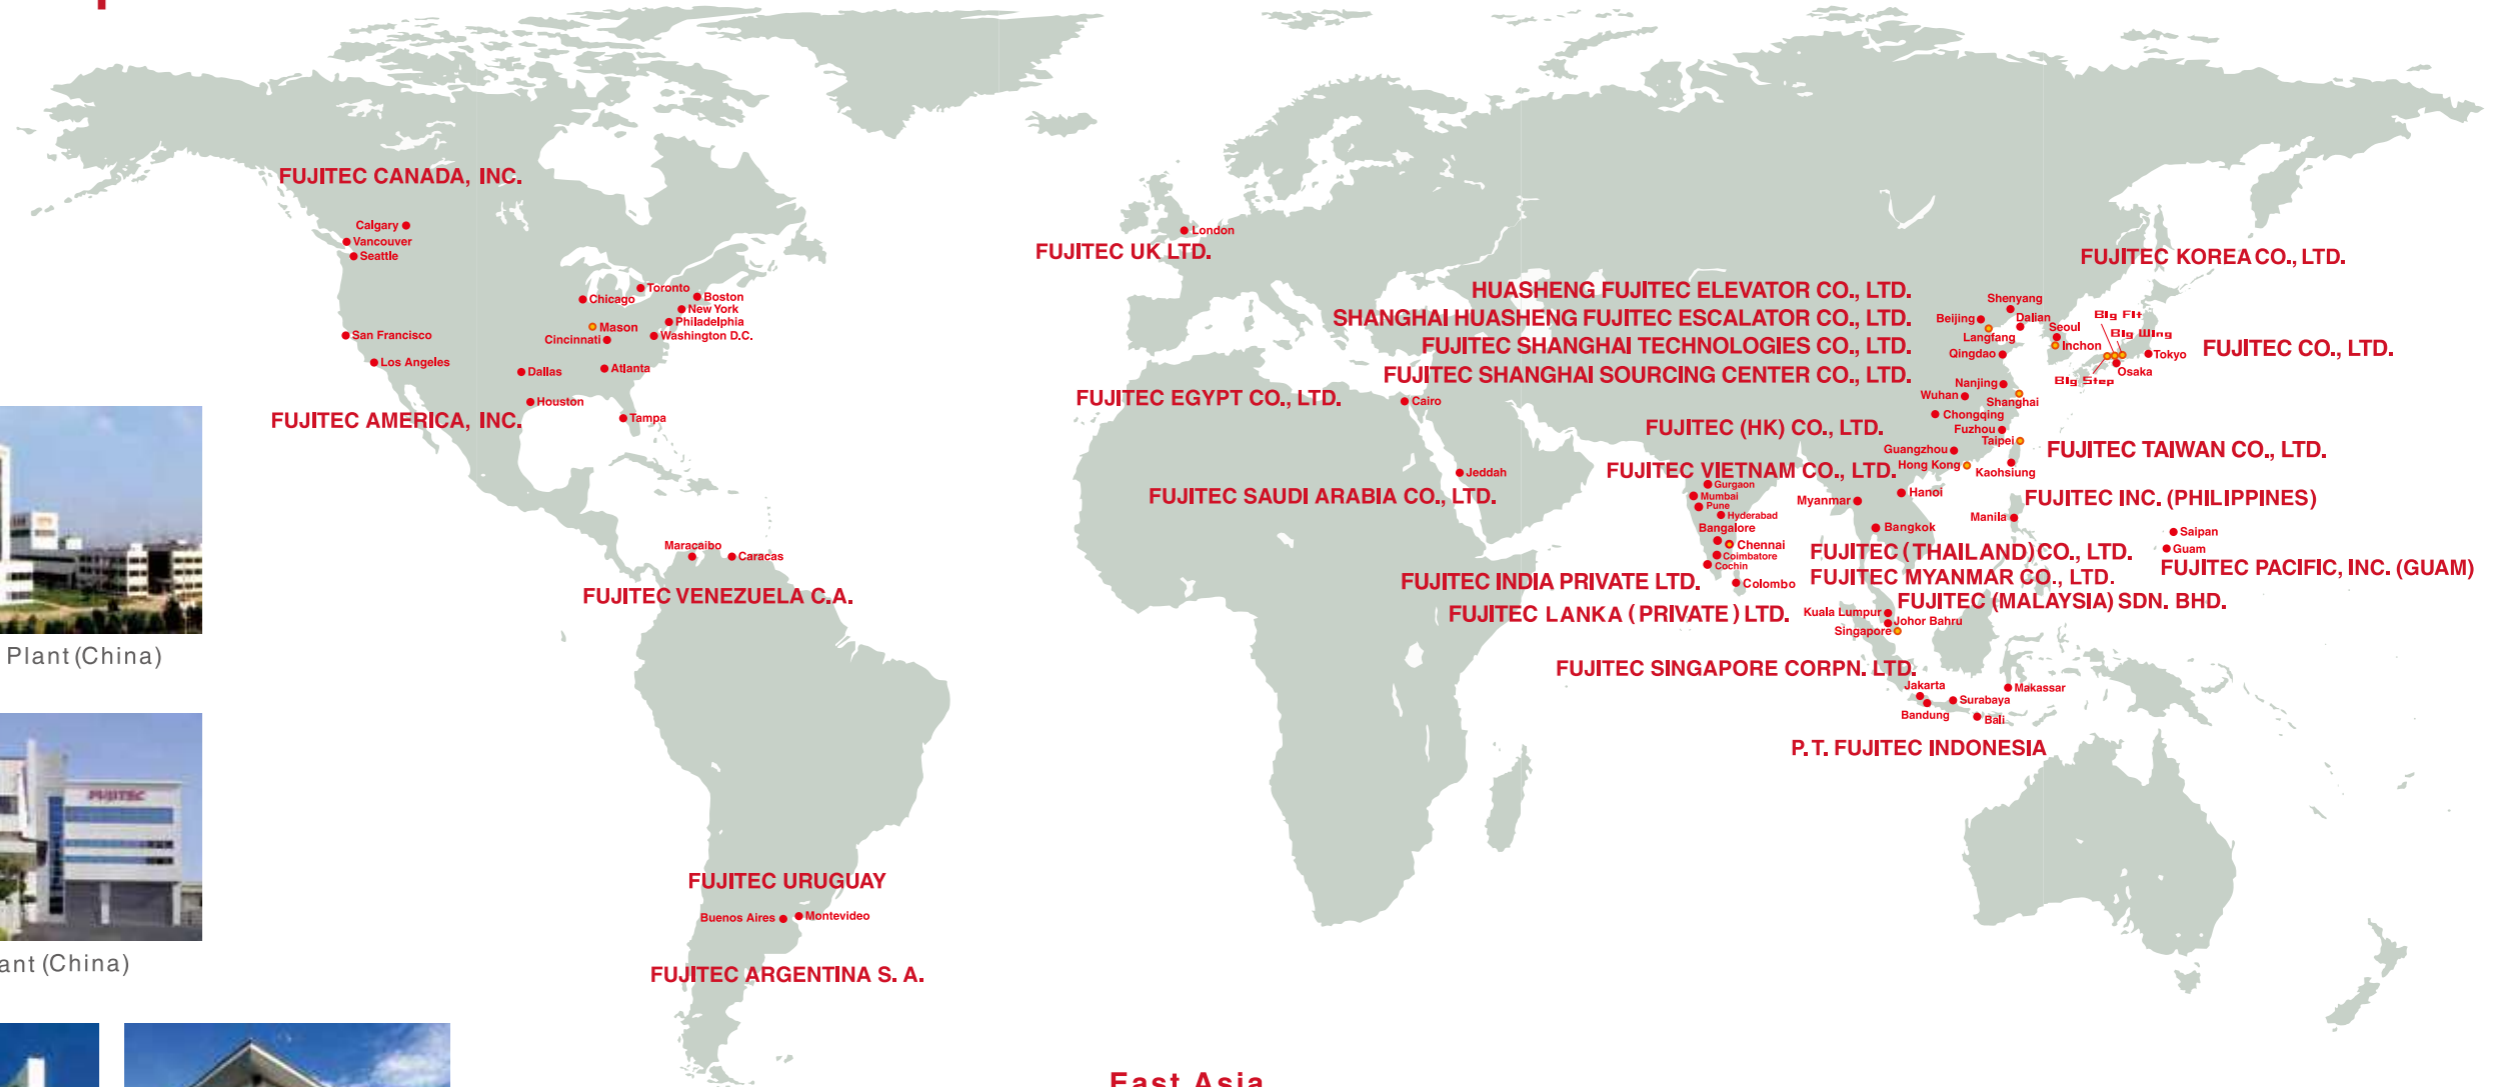 FUJITEC CANADA, INC.
Calgary
Vancouver
Seattle
Toronto
Chicago
Boston
New York
Philadelphia
Mason
Washington D.C.
Cincinnati
San Francisco
Los Angeles
Dallas
Atlanta
Houston
Tampa
FUJITEC AMERICA, INC.
Maracaibo
Caracas
FUJITEC VENEZUELA C.A.
FUJITEC URUGUAY
Buenos Aires
Montevideo
FUJITEC ARGENTINA S. A.
London
FUJITEC UK LTD.
FUJITEC EGYPT CO., LTD.
Cairo
Jeddah
FUJITEC SAUDI ARABIA CO., LTD.
HUASHENG FUJITEC ELEVATOR CO., LTD.
SHANGHAI HUASHENG FUJITEC ESCALATOR CO., LTD.
FUJITEC SHANGHAI TECHNOLOGIES CO., LTD.
FUJITEC SHANGHAI SOURCING CENTER CO., LTD.
FUJITEC (HK) CO., LTD.
FUJITEC VIETNAM CO., LTD.
Gurgaon
Mumbai
Pune
Hyderabad
Bangalore
Chennai
Coimbatore
Cochin
Colombo
FUJITEC INDIA PRIVATE LTD.
FUJITEC LANKA (PRIVATE) LTD.
FUJITEC KOREA CO., LTD.
Shenyang
Beijing
Dalian
Langfang
Seoul
Inchon
Qingdao
Big Fit
Big Wing
Big Step
Tokyo
Osaka
FUJITEC CO., LTD.
Nanjing
Wuhan
Shanghai
Chongqing
Fuzhou
Taipei
Guangzhou
Hong Kong
Kaohsiung
FUJITEC TAIWAN CO., LTD.
Myanmar
Hanoi
FUJITEC INC. (PHILIPPINES)
Manila
Bangkok
Saipan
Guam
FUJITEC PACIFIC, INC. (GUAM)
FUJITEC (THAILAND) CO., LTD.
FUJITEC MYANMAR CO., LTD.
FUJITEC (MALAYSIA) SDN. BHD.
Kuala Lumpur
Johor Bahru
Singapore
FUJITEC SINGAPORE CORPN. LTD.
Jakarta
Makassar
Surabaya
Bandung
Bali
P.T. FUJITEC INDONESIA
Plant (China)
FUJITEC
ant (China)
East Asia